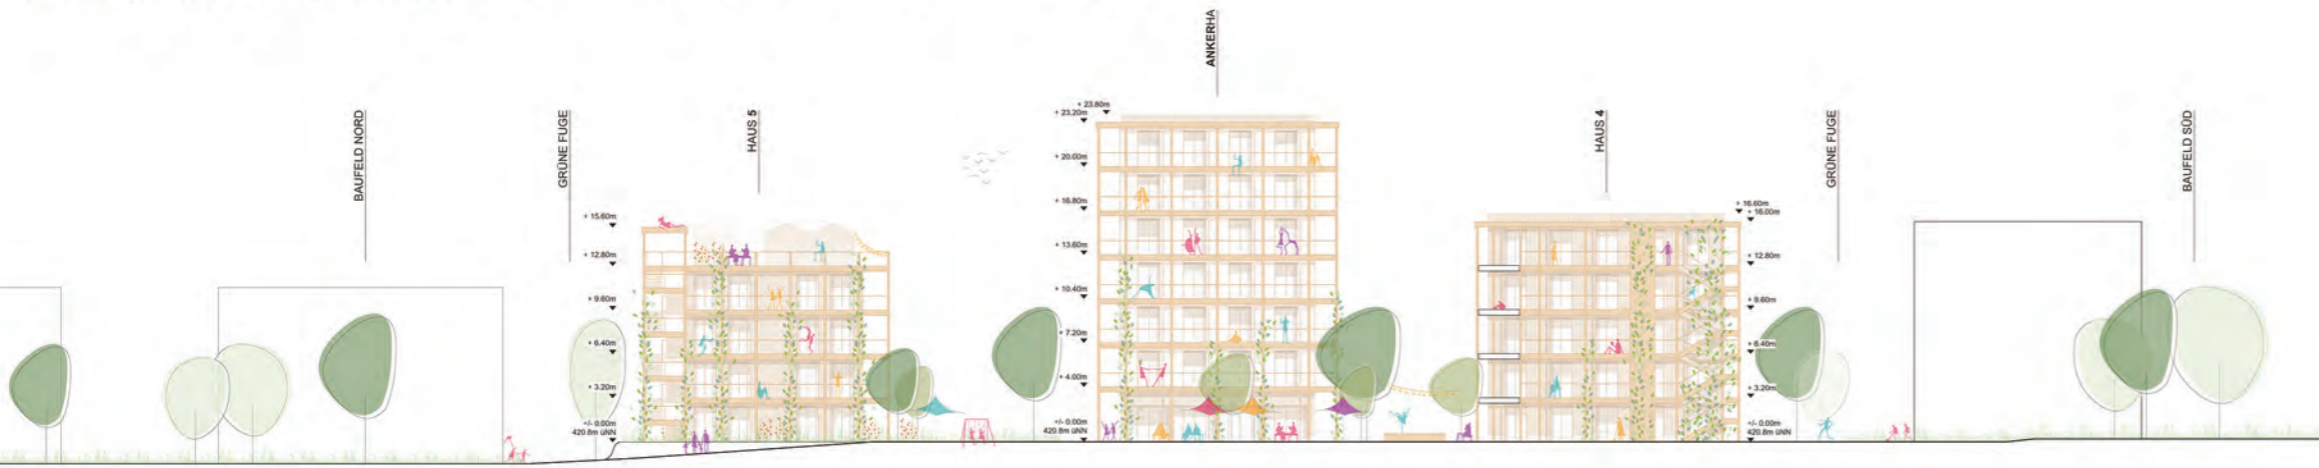 BAUFELD NORD
GRÜNE FUGE
HAUS 5
ANKERHA
HAUS 4
GRÜNE FUGE
BAUFELD SÜD
+ 15.60m
+ 12.80m
+ 9.60m
+ 6.40m
+ 3.20m
+/- 0.00m
420.8m üNN
+ 23.80m
+ 23.20m
+ 20.00m
+ 16.80m
+ 13.60m
+ 10.40m
+ 7.20m
+ 4.00m
+/- 0.00m
420.8m üNN
+ 16.60m
+ 16.00m
+ 12.80m
+ 9.60m
+ 6.40m
+ 3.20m
+/- 0.00m
420.8m üNN